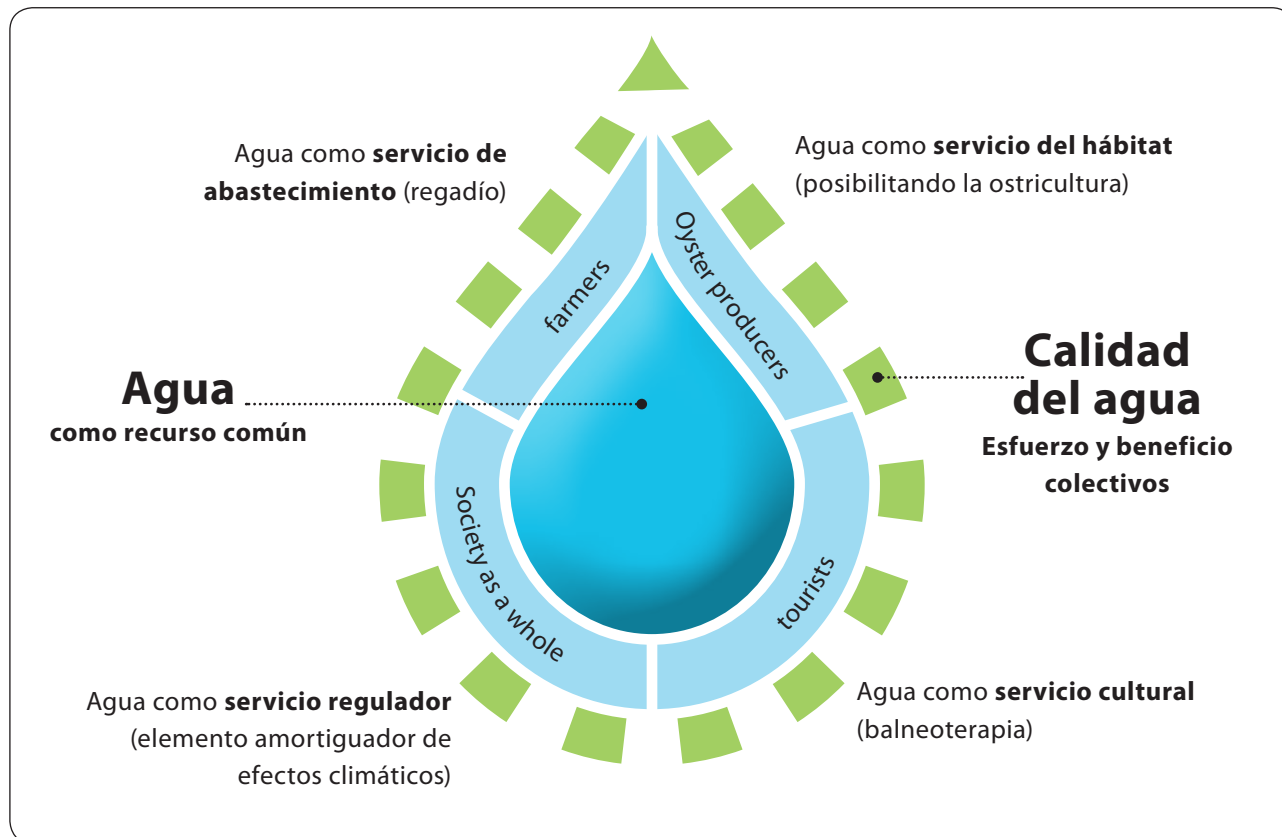 Agua como servicio de
abastecimiento (regadío)
Agua como servicio del hábitat
(posibilitando la ostricultura)
farmers
Oyster producers
Agua
como recurso común
Calidad
del agua
Esfuerzo y beneficio
colectivos
Society as a whole
tourists
Agua como servicio regulador
(elemento amortiguador de
efectos climáticos)
Agua como servicio cultural
(balneoterapia)